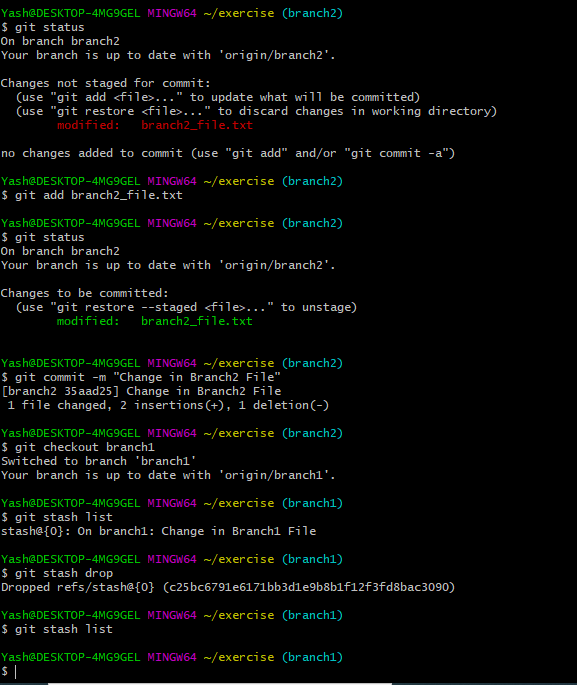 Yash@DESKTOP-4MG9GEL MINGW64 ~/exercise (branch2)
$ git status
On branch branch2
Your branch is up to date with 'origin/branch2'.
Changes not staged for commit:
  (use "git add <file>..." to update what will be committed)
  (use "git restore <file>..." to discard changes in working directory)
        modified:   branch2_file.txt
no changes added to commit (use "git add" and/or "git commit -a")
Yash@DESKTOP-4MG9GEL MINGW64 ~/exercise (branch2)
$ git add branch2_file.txt
Yash@DESKTOP-4MG9GEL MINGW64 ~/exercise (branch2)
$ git status
On branch branch2
Your branch is up to date with 'origin/branch2'.
Changes to be committed:
  (use "git restore --staged <file>..." to unstage)
        modified:   branch2_file.txt
Yash@DESKTOP-4MG9GEL MINGW64 ~/exercise (branch2)
$ git commit -m "Change in Branch2 File"
[branch2 35aad25] Change in Branch2 File
 1 file changed, 2 insertions(+), 1 deletion(-)
Yash@DESKTOP-4MG9GEL MINGW64 ~/exercise (branch2)
$ git checkout branch1
Switched to branch 'branch1'
Your branch is up to date with 'origin/branch1'.
Yash@DESKTOP-4MG9GEL MINGW64 ~/exercise (branch1)
$ git stash list
stash@{0}: On branch1: Change in Branch1 File
Yash@DESKTOP-4MG9GEL MINGW64 ~/exercise (branch1)
$ git stash drop
Dropped refs/stash@{0} (c25bc6791e6171bb3d1e9b8b1f12f3fd8bac3090)
Yash@DESKTOP-4MG9GEL MINGW64 ~/exercise (branch1)
$ git stash list
Yash@DESKTOP-4MG9GEL MINGW64 ~/exercise (branch1)
$